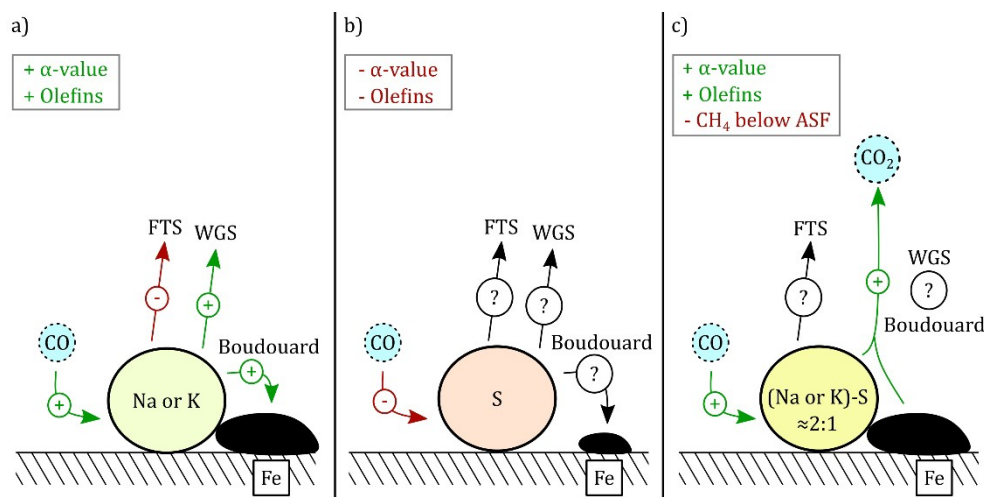 a)
+ α-value
+ Olefins
FTS
WGS
-
+
CO
Boudouard
+
+
Na or K
Fe
b)
- α-value
- Olefins
FTS
WGS
?
?
CO
Boudouard
-
?
S
Fe
c)
+ α-value
+ Olefins
- CH₄ below ASF
CO₂
FTS
WGS
+
?
?
Boudouard
CO
+
(Na or K)-S
≈2:1
Fe